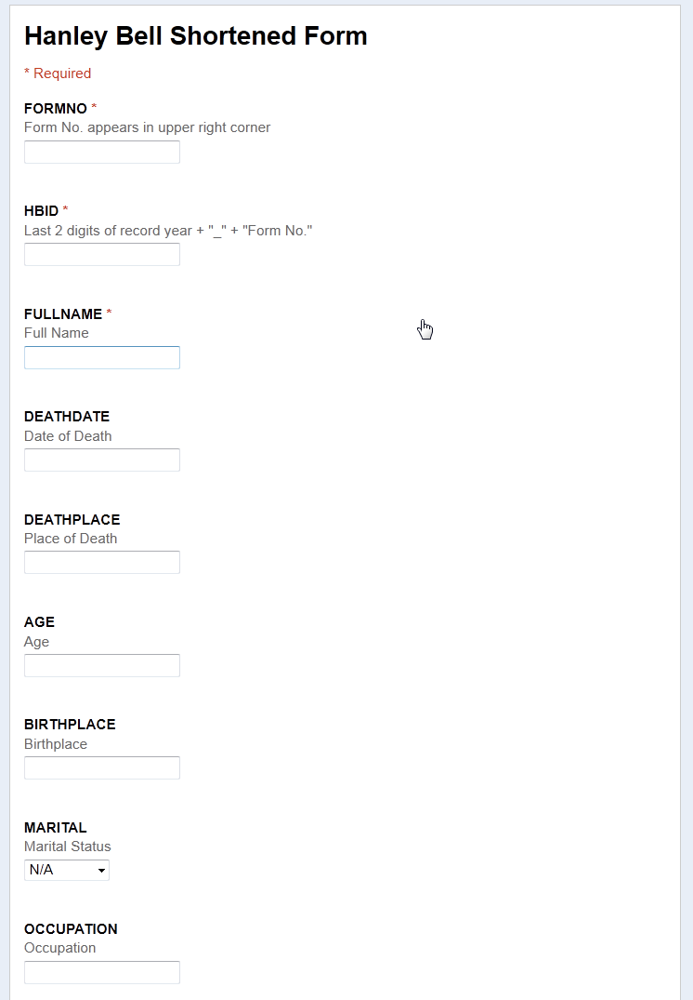 Hanley Bell Shortened Form
* Required
FORMNO *
Form No. appears in upper right corner
HBID *
Last 2 digits of record year + "_" + "Form No."
FULLNAME *
Full Name
DEATHDATE
Date of Death
DEATHPLACE
Place of Death
AGE
Age
BIRTHPLACE
Birthplace
MARITAL
Marital Status
N/A
OCCUPATION
Occupation